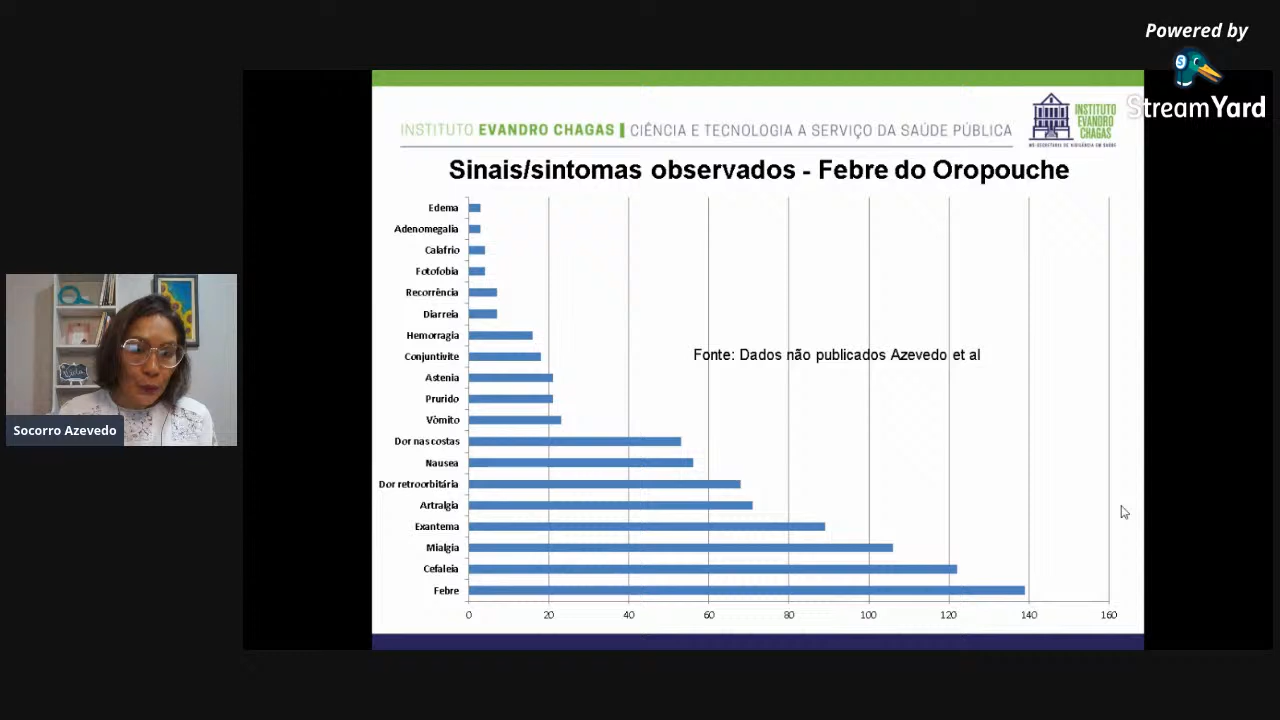 Powered by
StreamYard
INSTITUTO EVANDRO CHAGAS | CIÊNCIA E TECNOLOGIA A SERVIÇO DA SAÚDE PÚBLICA
INSTITUTO
EVANDRO
CHAGAS
Sinais/sintomas observados - Febre do Oropouche
Edema
Adenomegalia
Calafrio
Fotofobia
Recorrência
Diarreia
Hemorragia
Fonte: Dados não publicados Azevedo et al
Conjuntivite
Astenia
Prurido
Vômito
Dor nas costas
Nausea
Dor retroorbitária
Artralgia
Exantema
Mialgia
Cefaleia
Febre
0 20 40 60 80 100 120 140 160
Socorro Azevedo